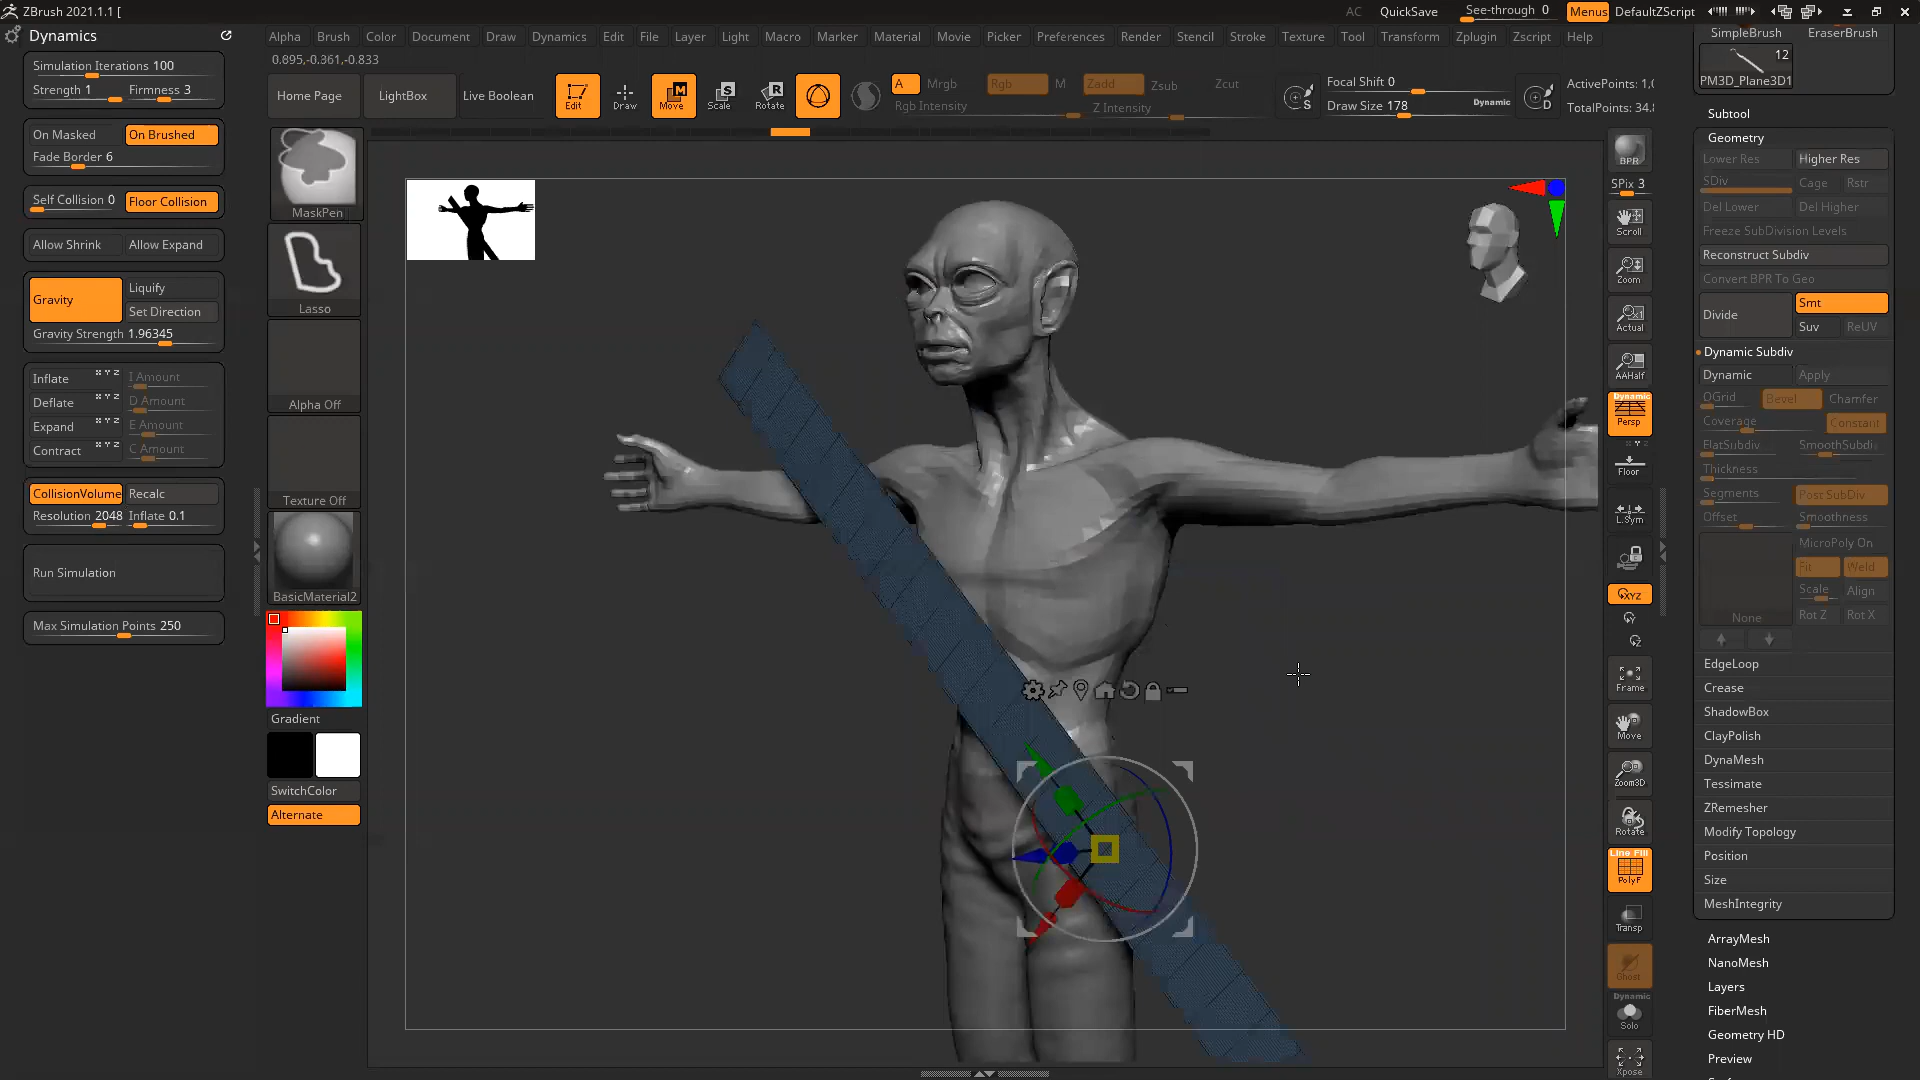 ZBrush 2021.1.1 [
AC
QuickSave
See-through 0
Menus
DefaultZScript
Dynamics
Alpha
Brush
Color
Document
Draw
Dynamics
Edit
File
Layer
Light
Macro
Marker
Material
Movie
Picker
Preferences
Render
Stencil
Stroke
Texture
Tool
Transform
Zplugin
Zscript
Help
0.895,-0.361,-0.833
Simulation Iterations 100
Strength 1
Firmness 3
On Masked
On Brushed
Fade Border 6
Self Collision 0
Floor Collision
Allow Shrink
Allow Expand
Gravity
Liquify
Set Direction
Gravity Strength 1.96345
Inflate
X Y Z
I Amount
Deflate
X Y Z
D Amount
Expand
X Y Z
E Amount
Contract
X Y Z
C Amount
CollisionVolume
Recalc
Resolution 2048
Inflate 0.1
Run Simulation
Max Simulation Points 250
Home Page
LightBox
Live Boolean
Edit
Draw
Move
Scale
Rotate
A
Mrgb
Rgb
M
Rgb Intensity
Zadd
Zsub
Zcut
Z Intensity
S
Focal Shift 0
Draw Size 178
Dynamic
D
ActivePoints: 1,
TotalPoints: 34.
MaskPen
Lasso
Alpha Off
Texture Off
BasicMaterial2
Gradient
SwitchColor
Alternate
BPR
SPix 3
Scroll
Zoom
Actual
AAHalf
Dynamic
Persp
Floor
L.Sym
XYZ
Frame
Move
Zoom3D
Rotate
Line Fill
PolyF
Transp
Ghost
Dynamic
Solo
Xpose
SimpleBrush
EraserBrush
12
PM3D_Plane3D1
Subtool
Geometry
Lower Res
Higher Res
SDiv
Cage
Rstr
Del Lower
Del Higher
Freeze SubDivision Levels
Reconstruct Subdiv
Convert BPR To Geo
Divide
Smt
Suv
ReUV
Dynamic Subdiv
Dynamic
Apply
QGrid
Bevel
Chamfer
Coverage
Constant
FlatSubdiv
SmoothSubdi
Thickness
Segments
Post SubDiv
Offset
Smoothness
MicroPoly On
Fit
Weld
Scale
Align
None
Rot Z
Rot X
EdgeLoop
Crease
ShadowBox
ClayPolish
DynaMesh
Tessimate
ZRemesher
Modify Topology
Position
Size
MeshIntegrity
ArrayMesh
NanoMesh
Layers
FiberMesh
Geometry HD
Preview